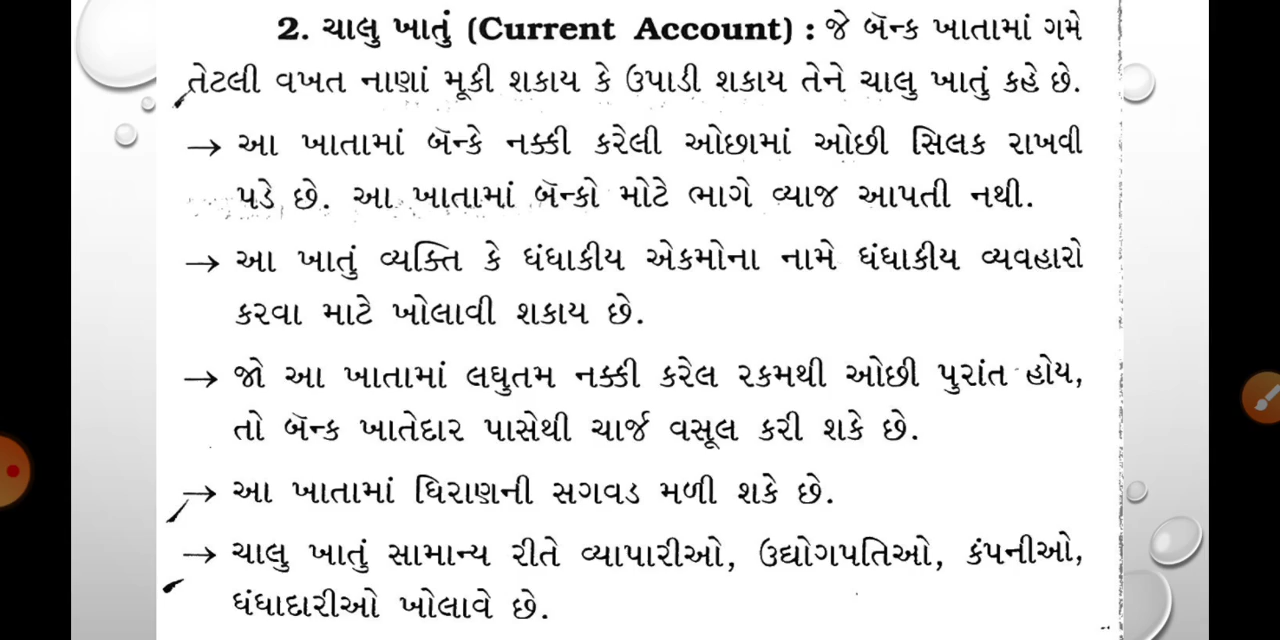 2. ચાલુ ખાતું (Current Account) : જે બૅન્ક ખાતામાં ગમે
તેટલી વખત નાણાં મૂકી શકાય કે ઉપાડી શકાય તેને ચાલુ ખાતું કહે છે.
→ આ ખાતામાં બૅન્કે નક્કી કરેલી ઓછામાં ઓછી સિલક રાખવી
પડે છે. આ ખાતામાં બૅન્કો મોટે ભાગે વ્યાજ આપતી નથી.
→ આ ખાતું વ્યક્તિ કે ધંધાકીય એકમોના નામે ધંધાકીય વ્યવહારો
કરવા માટે ખોલાવી શકાય છે.
→ જો આ ખાતામાં લઘુતમ નક્કી કરેલ રકમથી ઓછી પુરાંત હોય,
તો બૅન્ક ખાતેદાર પાસેથી ચાર્જ વસૂલ કરી શકે છે.
→ આ ખાતામાં ધિરાણની સગવડ મળી શકે છે.
→ ચાલુ ખાતું સામાન્ય રીતે વ્યાપારીઓ, ઉદ્યોગપતિઓ, કંપનીઓ,
ધંધાદારીઓ ખોલાવે છે.